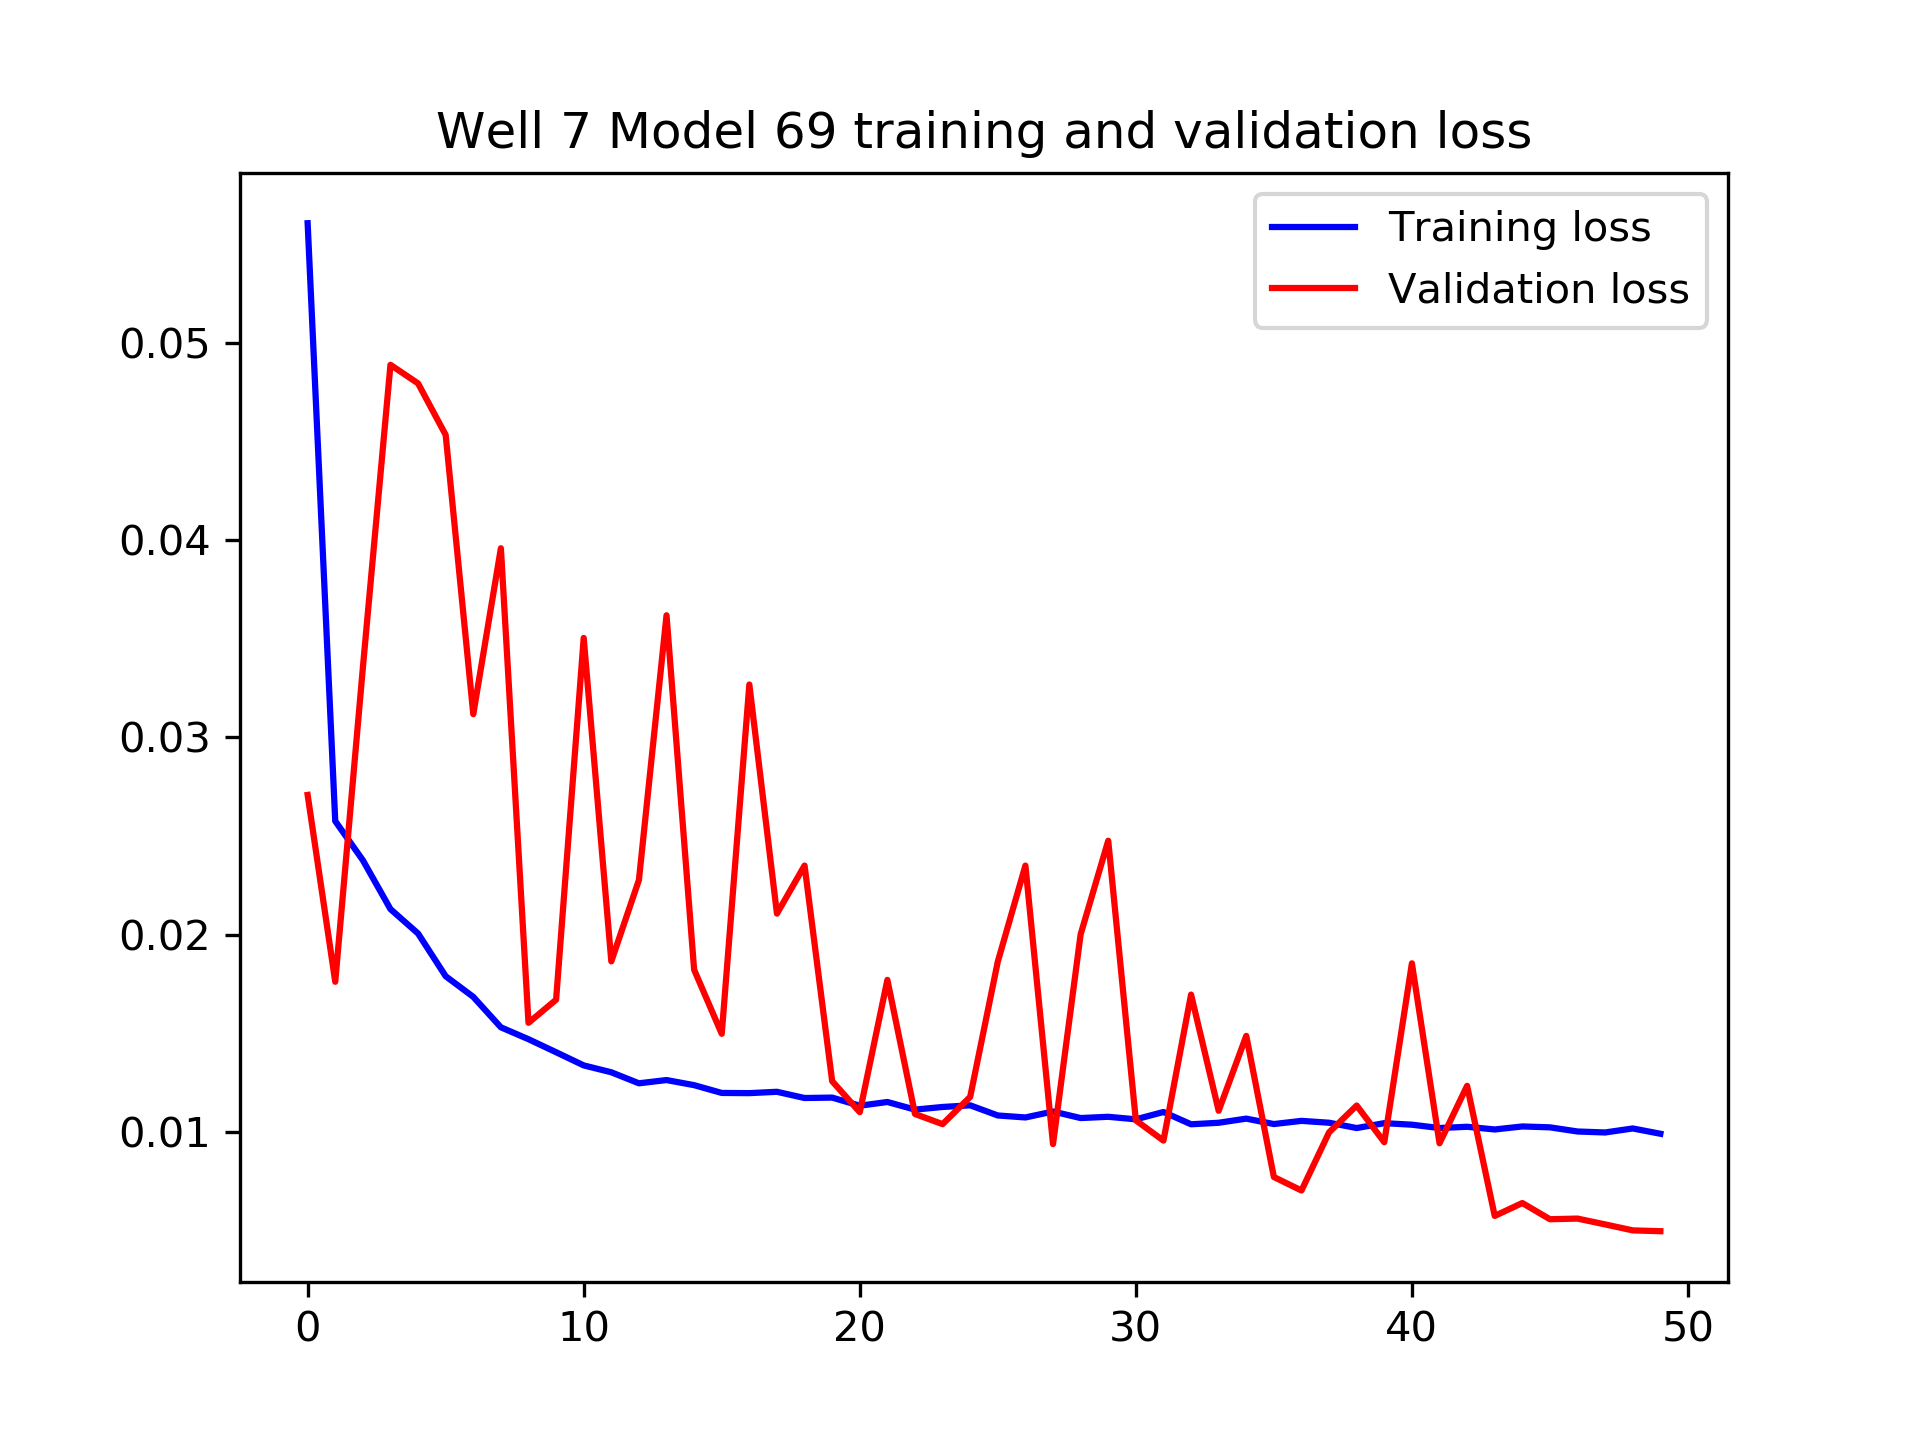 Well 7 Model 69 training and validation loss
Training loss
Validation loss
0.05
0.04
0.03
0.02
0.01
0 10 20 30 40 50